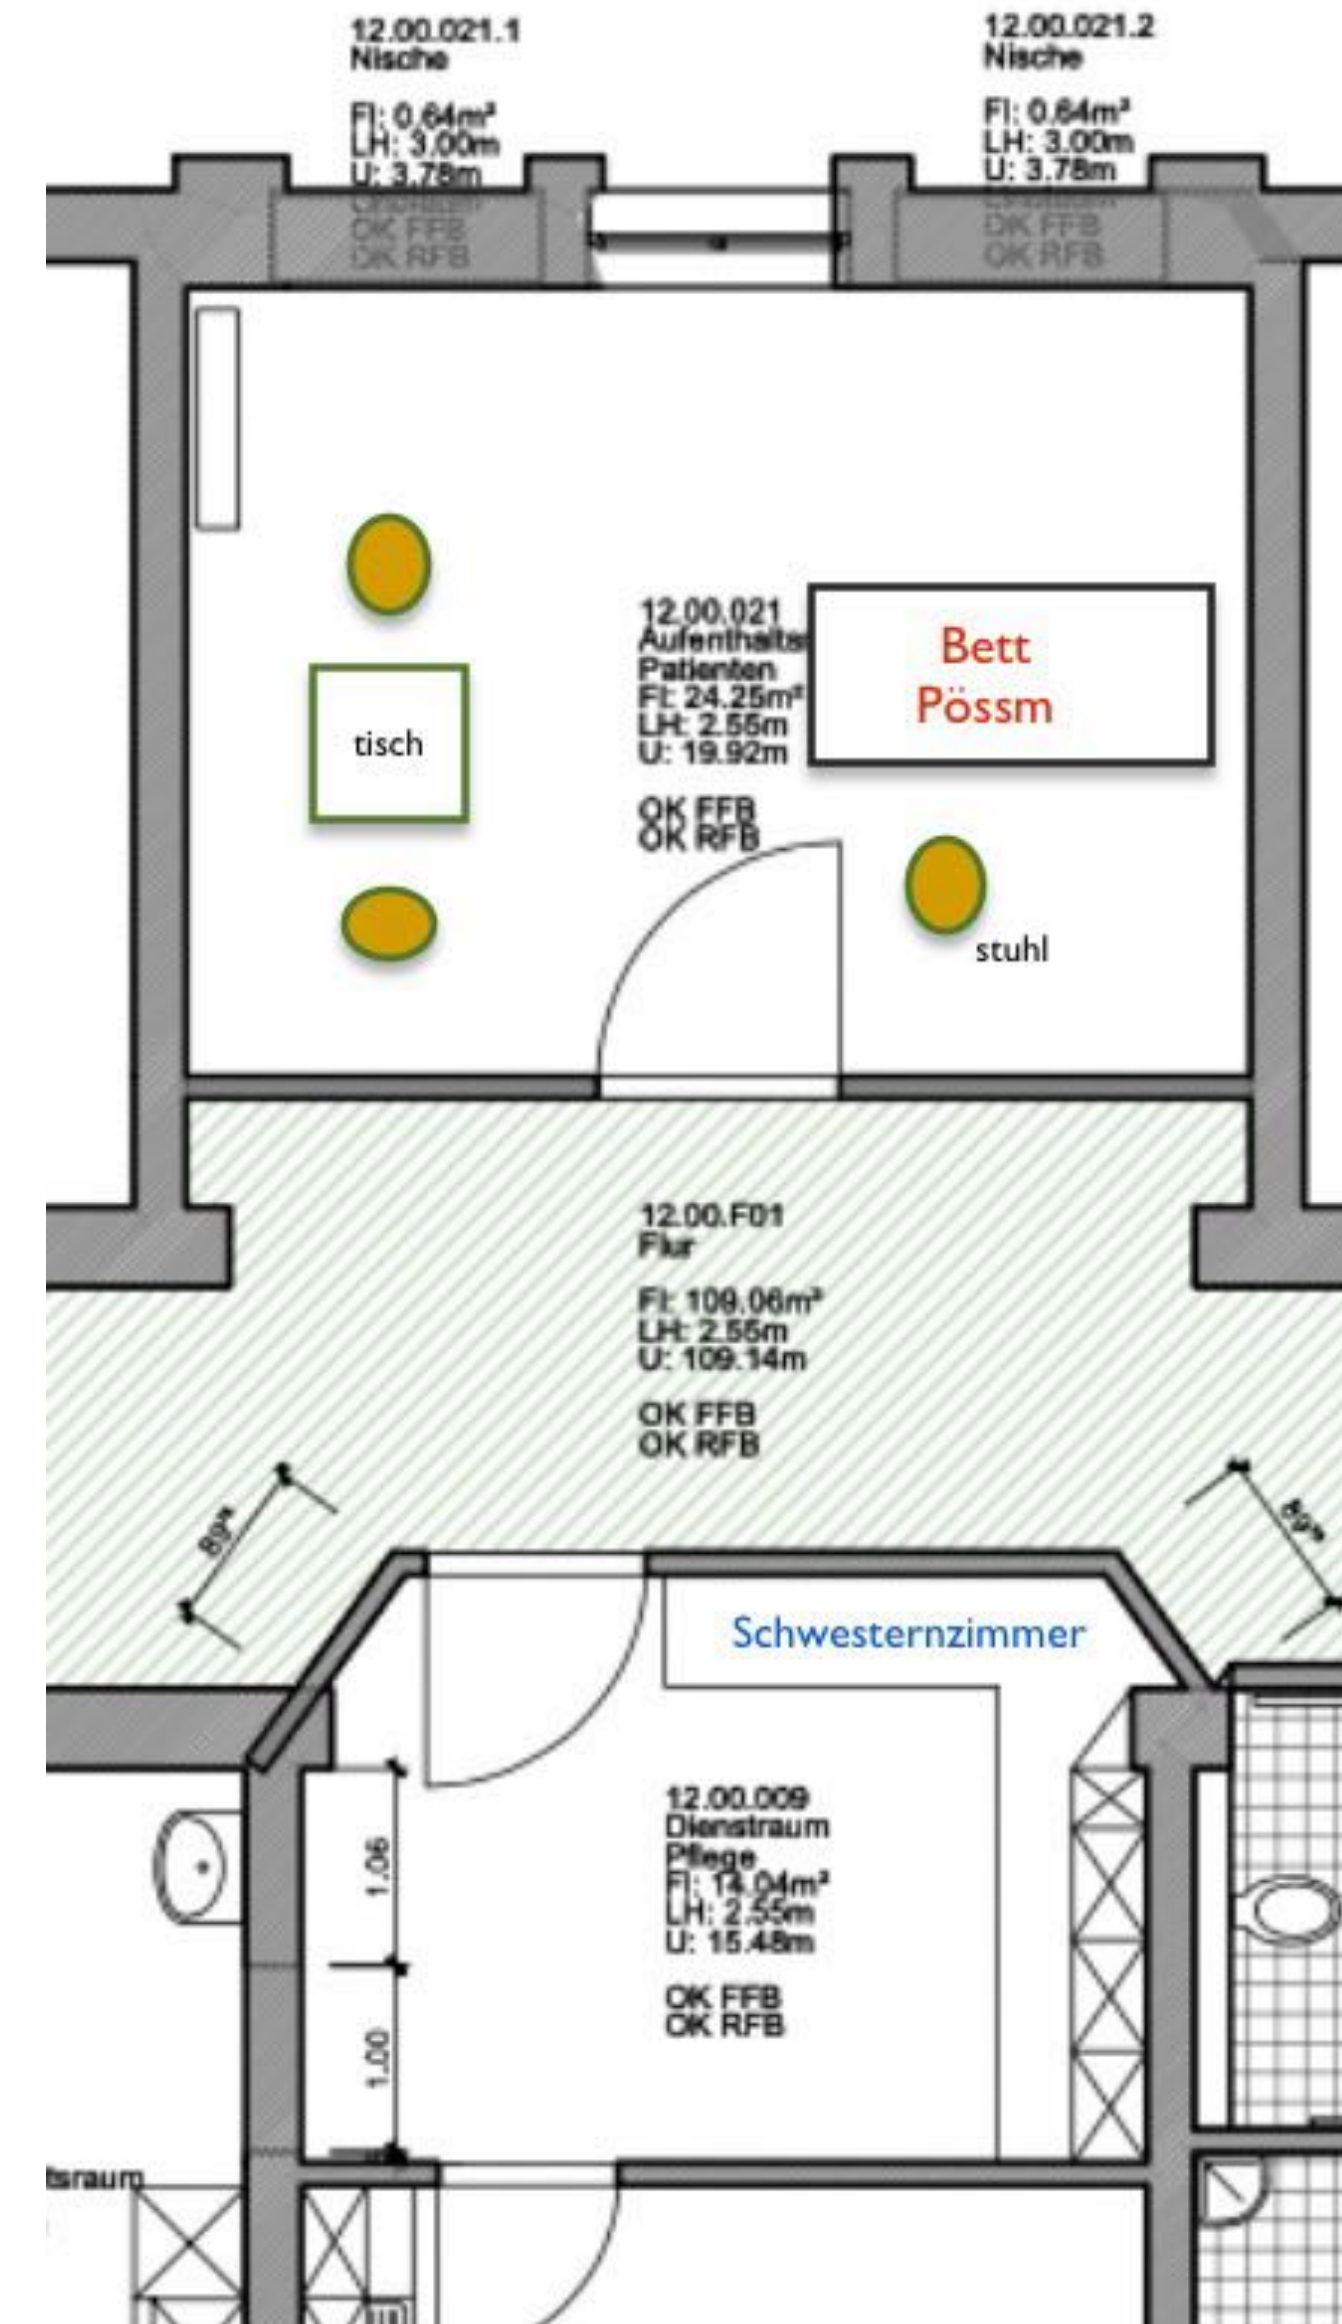 12.00.021.1
Nische
Fl: 0.64m²
LH: 3.00m
U: 3.78m
OK FFB
OK RFB
12.00.021.2
Nische
Fl: 0.64m²
LH: 3.00m
U: 3.78m
OK FFB
OK RFB
12.00.021
Patienten
Fl: 24.25m²
LH: 2.55m
U: 19.92m
OK FFB
OK RFB
Bett
Pössm
tisch
stuhl
12.00.F01
Flur
Fl: 109.06m²
LH: 2.55m
U: 109.14m
OK FFB
OK RFB
Schwesternzimmer
12.00.009
Dienstraum
Pflege
Fl: 14.04m²
LH: 2.55m
U: 15.48m
OK FFB
OK RFB
1.06
1.00
tsraum